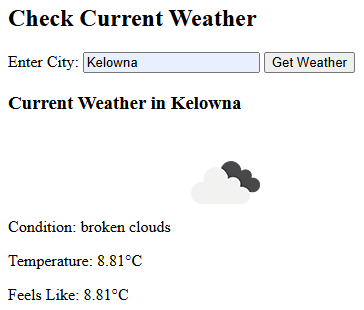 Check Current Weather
Enter City: Kelowna Get Weather
Current Weather in Kelowna
Condition: broken clouds
Temperature: 8.81°C
Feels Like: 8.81°C